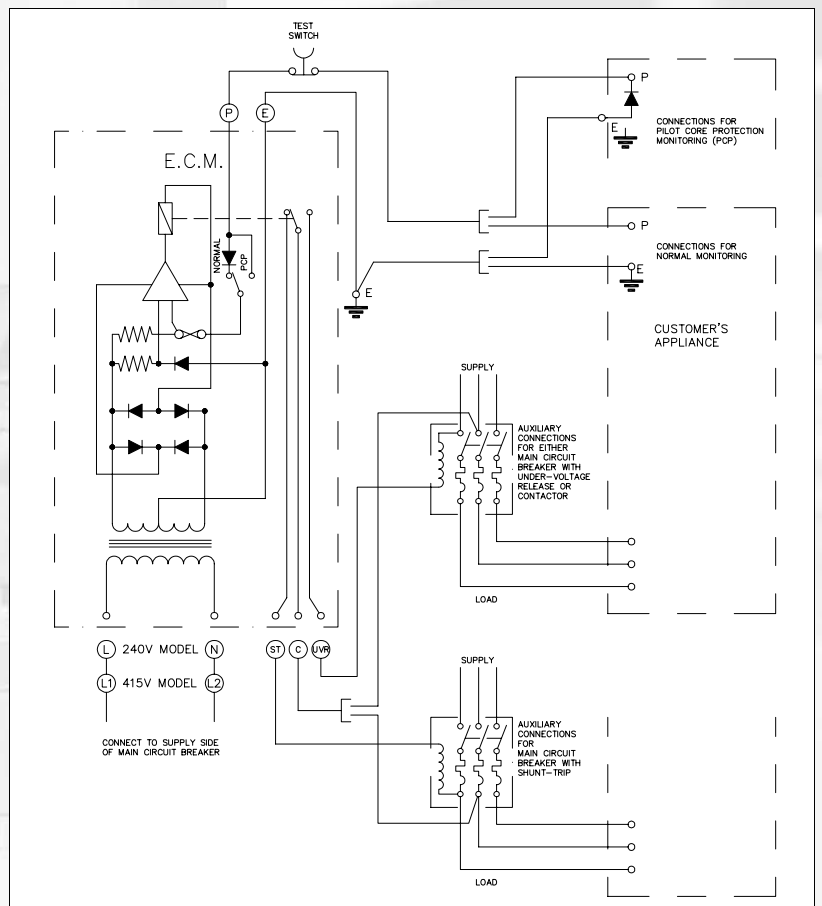 TEST
SWITCH
P
E
E.C.M.
NORMAL
PCP
E
P
E
CONNECTIONS FOR
PILOT CORE PROTECTION
MONITORING (PCP)
P
E
CONNECTIONS FOR
NORMAL MONITORING
CUSTOMER'S
APPLIANCE
SUPPLY
AUXILIARY
CONNECTIONS
FOR EITHER
MAIN CIRCUIT
BREAKER WITH
UNDER-VOLTAGE
RELEASE OR
CONTACTOR
LOAD
L 240V MODEL N
ST C UVR
L1 415V MODEL L2
CONNECT TO SUPPLY SIDE
OF MAIN CIRCUIT BREAKER
SUPPLY
AUXILIARY
CONNECTIONS
FOR
MAIN CIRCUIT
BREAKER WITH
SHUNT-TRIP
LOAD